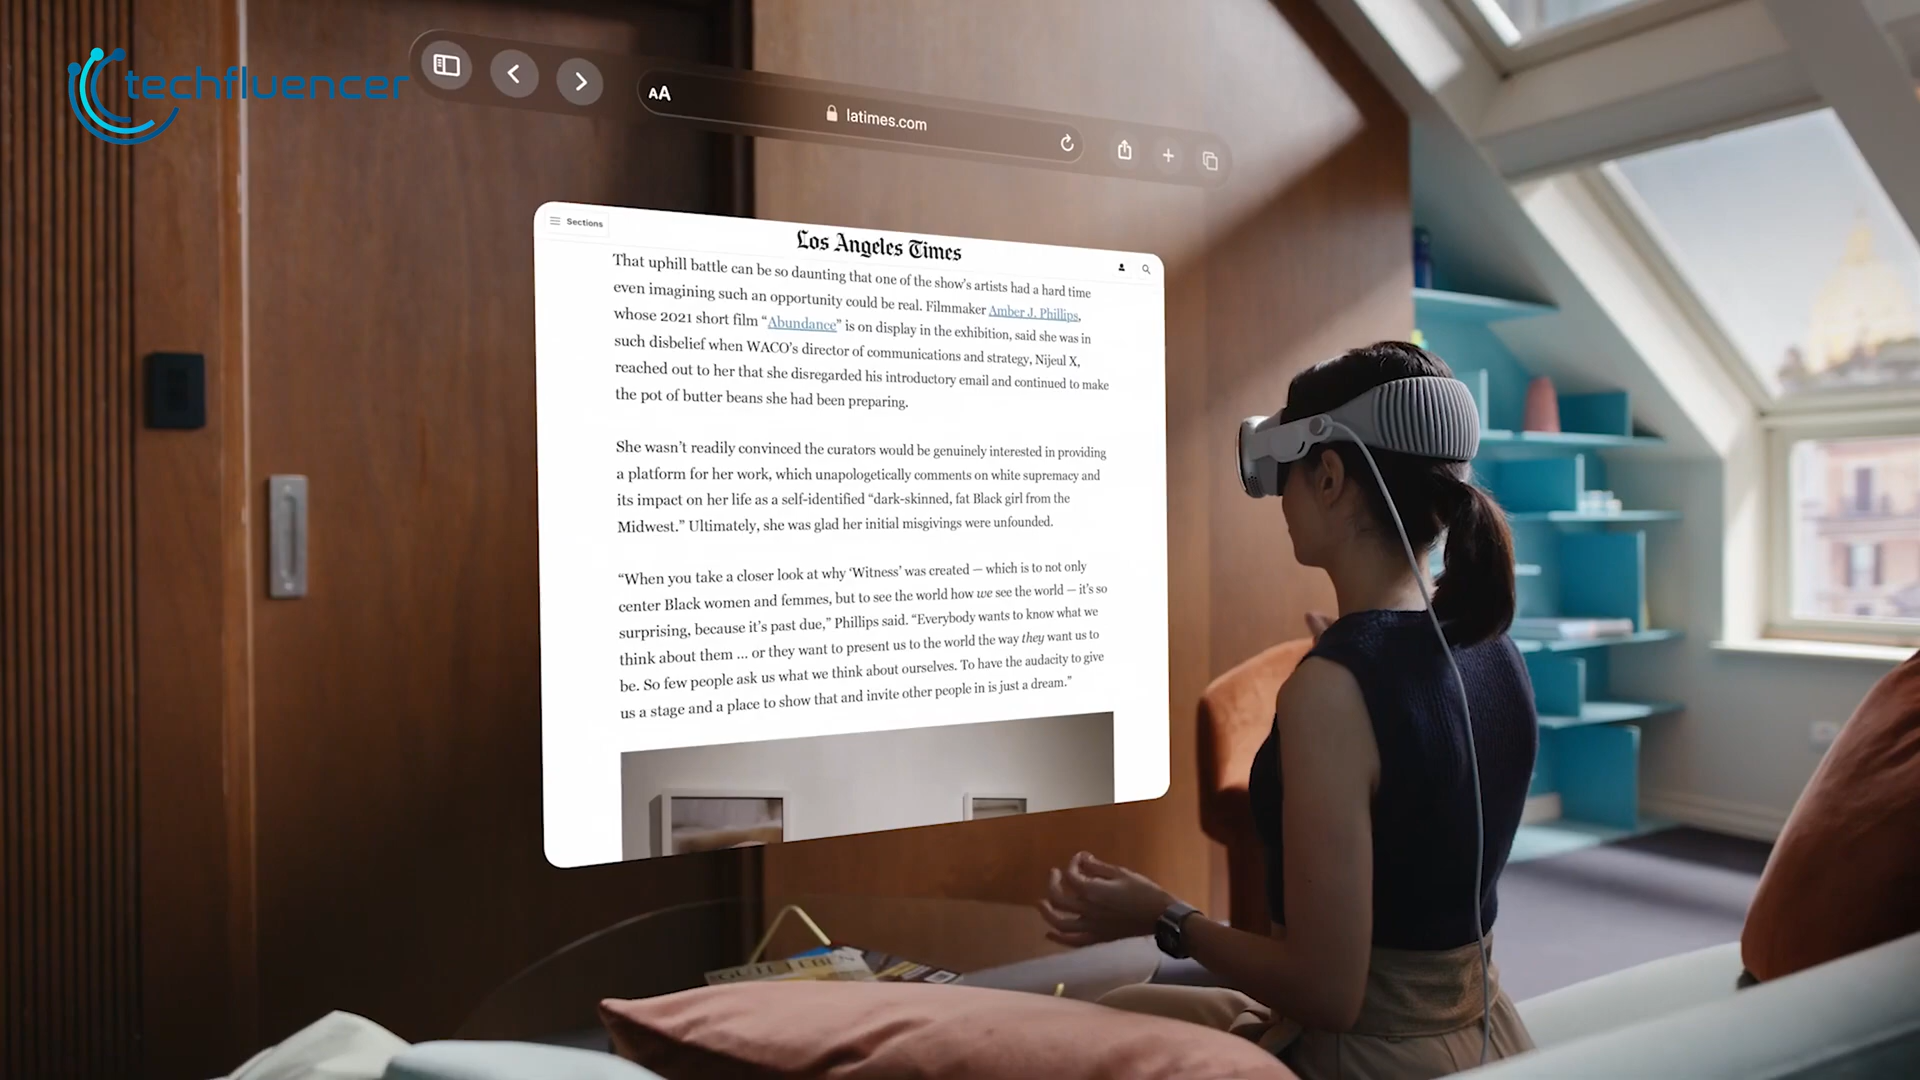 techfluencer
AA
latimes.com
Sections
Los Angeles Times
That uphill battle can be so daunting that one of the show's artists had a hard time
even imagining such an opportunity could be real. Filmmaker Amber J. Phillips,
whose 2021 short film “Abundance” is on display in the exhibition, said she was in
such disbelief when WACO’s director of communications and strategy, Nijeul X,
reached out to her that she disregarded his introductory email and continued to make
the pot of butter beans she had been preparing.
She wasn’t readily convinced the curators would be genuinely interested in providing
a platform for her work, which unapologetically comments on white supremacy and
its impact on her life as a self-identified “dark-skinned, fat Black girl from the
Midwest.” Ultimately, she was glad her initial misgivings were unfounded.
“When you take a closer look at why ‘Witness’ was created — which is to not only
center Black women and femmes, but to see the world how we see the world — it’s so
surprising, because it’s past due,” Phillips said. “Everybody wants to know what we
think about them ... or they want to present us to the world the way they want us to
be. So few people ask us what we think about ourselves. To have the audacity to give
us a stage and a place to show that and invite other people in is just a dream.”